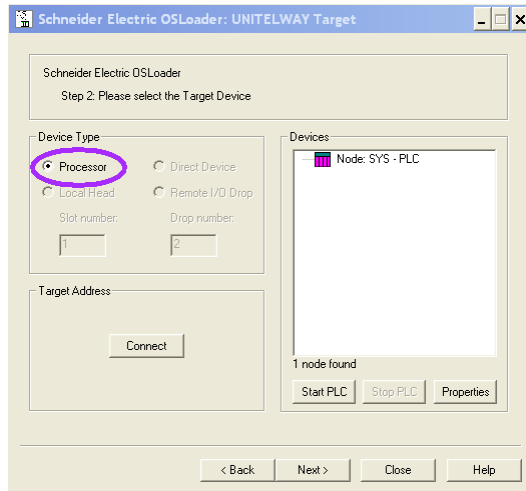 Schneider Electric OSLoader: UNITELWAY Target
Schneider Electric OSLoader
Step 2: Please select the Target Device
Device Type
Processor
Direct Device
Local Head
Remote I/O Drop
Slot number:
Drop number:
1
2
Target Address
Connect
Devices
Node: SYS - PLC
1 node found
Start PLC
Stop PLC
Properties
< Back
Next >
Close
Help